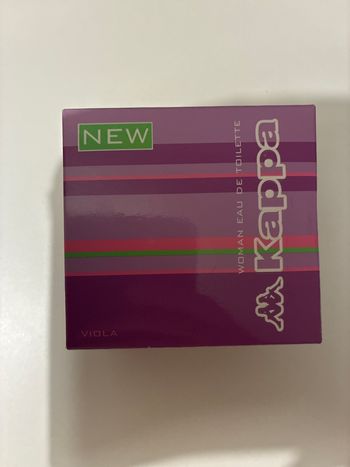 NEW
WOMAN EAU DE TOILETTE
Kappa
VIOLA